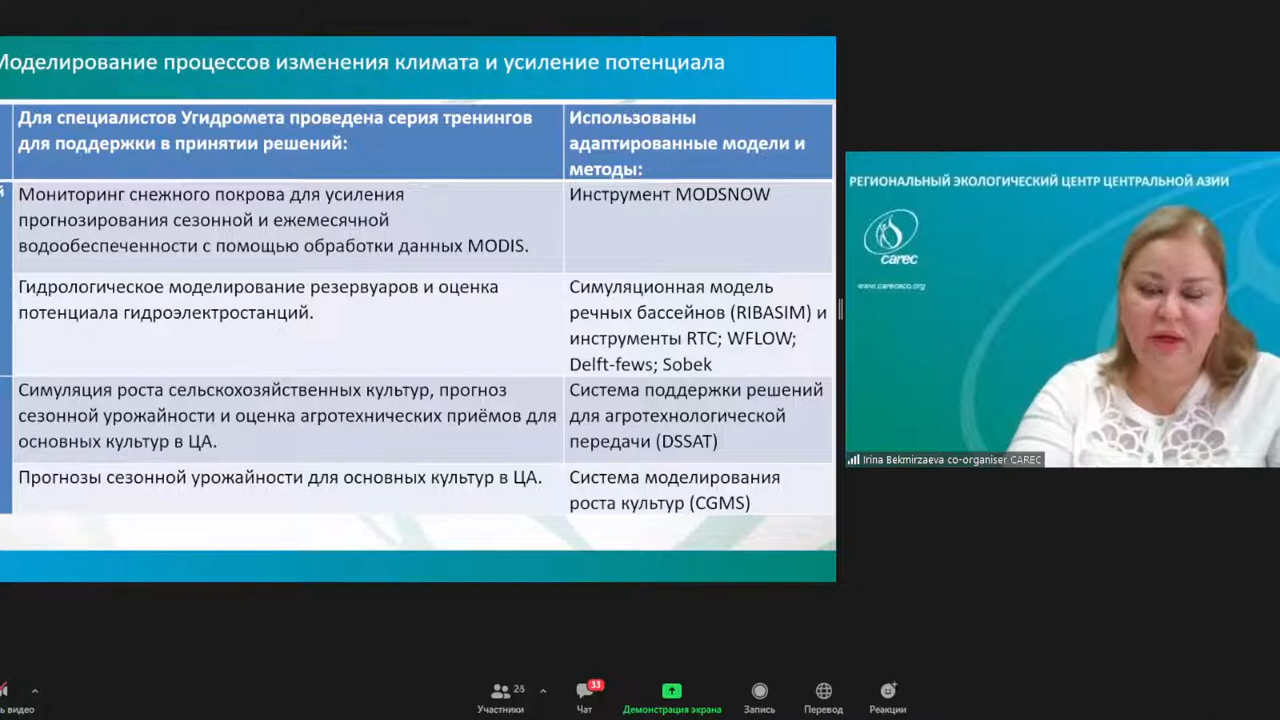 Моделирование процессов изменения климата и усиление потенциала
Для специалистов Угидромета проведена серия тренингов
для поддержки в принятии решений:
Использованы
адаптированные модели и
методы:
й
Мониторинг снежного покрова для усиления
прогнозирования сезонной и ежемесячной
водообеспеченности с помощью обработки данных MODIS.
Инструмент MODSNOW
Гидрологическое моделирование резервуаров и оценка
потенциала гидроэлектростанций.
Симуляционная модель
речных бассейнов (RIBASIM) и
инструменты RTC; WFLOW;
Delft-fews; Sobek
Симуляция роста сельскохозяйственных культур, прогноз
сезонной урожайности и оценка агротехнических приёмов для
основных культур в ЦА.
Система поддержки решений
для агротехнологической
передачи (DSSAT)
Прогнозы сезонной урожайности для основных культур в ЦА.
Система моделирования
роста культур (CGMS)
РЕГИОНАЛЬНЫЙ ЭКОЛОГИЧЕСКИЙ ЦЕНТР ЦЕНТРАЛЬНОЙ АЗИИ
carec
www.carececo.org
Irina Bekmirzaeva co-organiser CAREC
ь видео
Участники
Чат
33
Демонстрация экрана
Запись
Перевод
Реакции